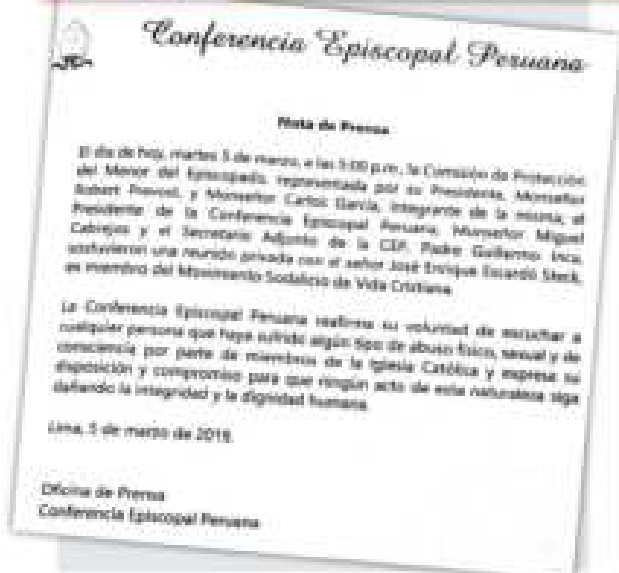 Conferencia Episcopal Peruana
Nota de Prensa
El día de hoy, martes 5 de marzo, a las 5:00 p.m., la Comisión de Protección
del Menor del Episcopado, representada por su Presidente, Monseñor
Robert Prevost, y Monseñor Carlos García, integrante de la misma, el
Presidente de la Conferencia Episcopal Peruana, Monseñor Miguel
Cabrejos y el Secretario Adjunto de la CEP, Padre Guillermo Inca,
sostuvieron una reunión privada con el señor José Enrique Escardó Steck,
ex miembro del Movimiento Sodalicio de Vida Cristiana.
La Conferencia Episcopal Peruana reafirma su voluntad de escuchar a
cualquier persona que haya sufrido algún tipo de abuso físico, sexual y de
consciencia por parte de miembros de la Iglesia Católica y expresa su
disposición y compromiso para que ningún acto de esta naturaleza siga
dañando la integridad y la dignidad humana.
Lima, 5 de marzo de 2019.
Oficina de Prensa
Conferencia Episcopal Peruana